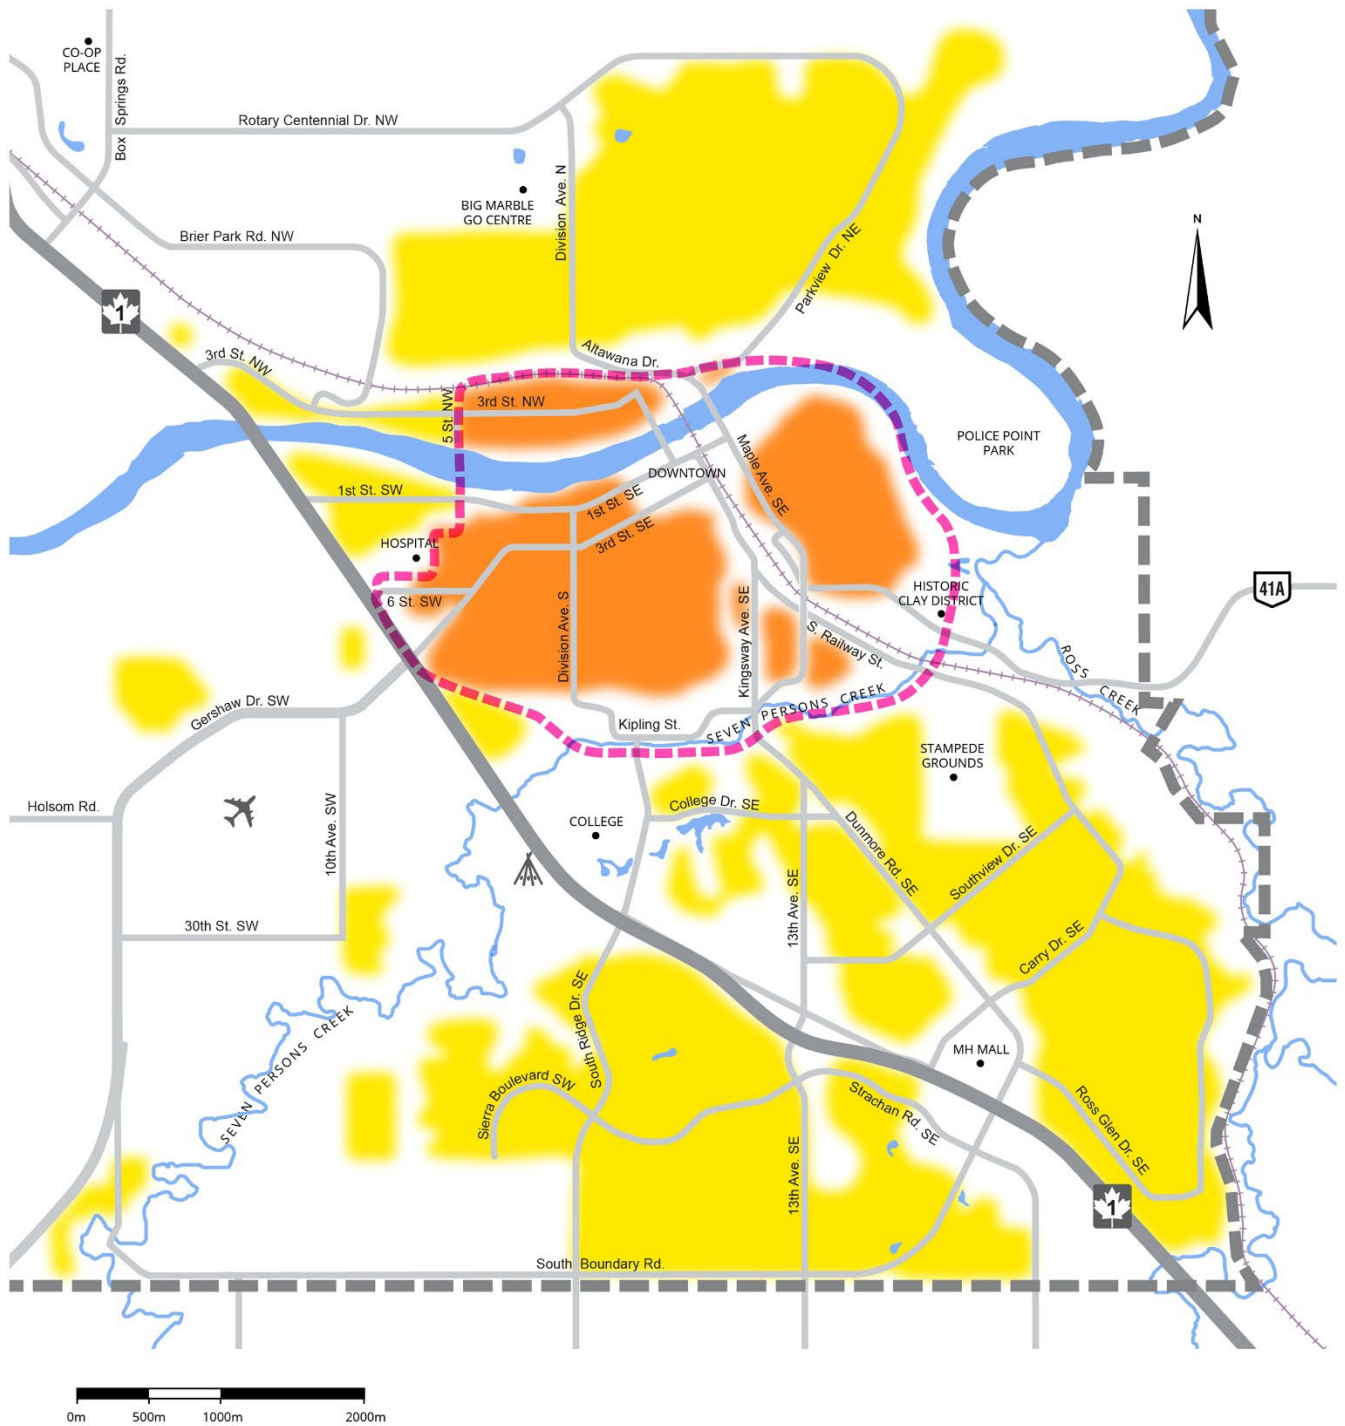 CO-OP
PLACE
Box Springs Rd.
Rotary Centennial Dr. NW
BIG MARBLE
GO CENTRE
Division Ave. N
Brier Park Rd. NW
Parkview Dr. NE
N
1
3rd St. NW
Altawana Dr.
5 St. NW
3rd St. NW
POLICE POINT
PARK
DOWNTOWN
Maple Ave. SE
1st St. SW
1st St. SE
3rd St. SE
HOSPITAL
6 St. SW
Division Ave. S
Kingsway Ave. SE
HISTORIC
CLAY DISTRICT
41A
S. Railway St.
ROSS CREEK
Gershaw Dr. SW
Kipling St.
SEVEN PERSONS CREEK
STAMPEDE
GROUNDS
Holsom Rd.
10th Ave. SW
COLLEGE
College Dr. SE
Dunmore Rd. SE
Southview Dr. SE
13th Ave. SE
30th St. SW
Carry Dr. SE
SEVEN PERSONS CREEK
South Ridge Dr. SE
MH MALL
Sierra Boulevard SW
Strachan Rd. SE
Ross Glen Dr. SE
13th Ave. SE
1
South Boundary Rd.
0m 500m 1000m 2000m